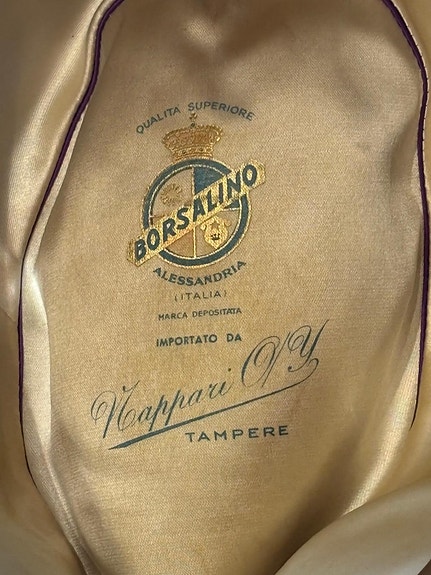 QUALITA SUPERIORE
BORSALINO
ALESSANDRIA
(ITALIA)
MARCA DEPOSITATA
IMPORTATO DA
Nappari O/Y
TAMPERE